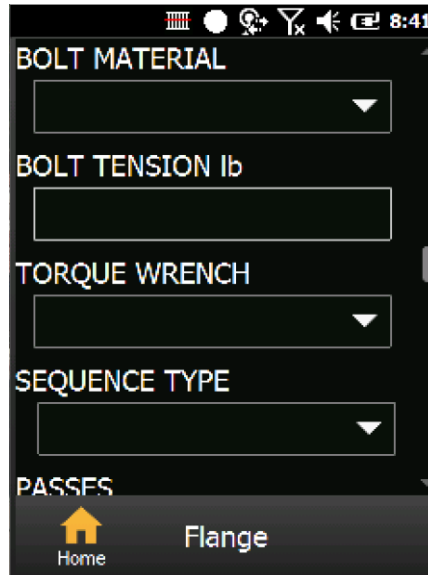 8:41
BOLT MATERIAL
BOLT TENSION lb
TORQUE WRENCH
SEQUENCE TYPE
PASSES
Home
Flange